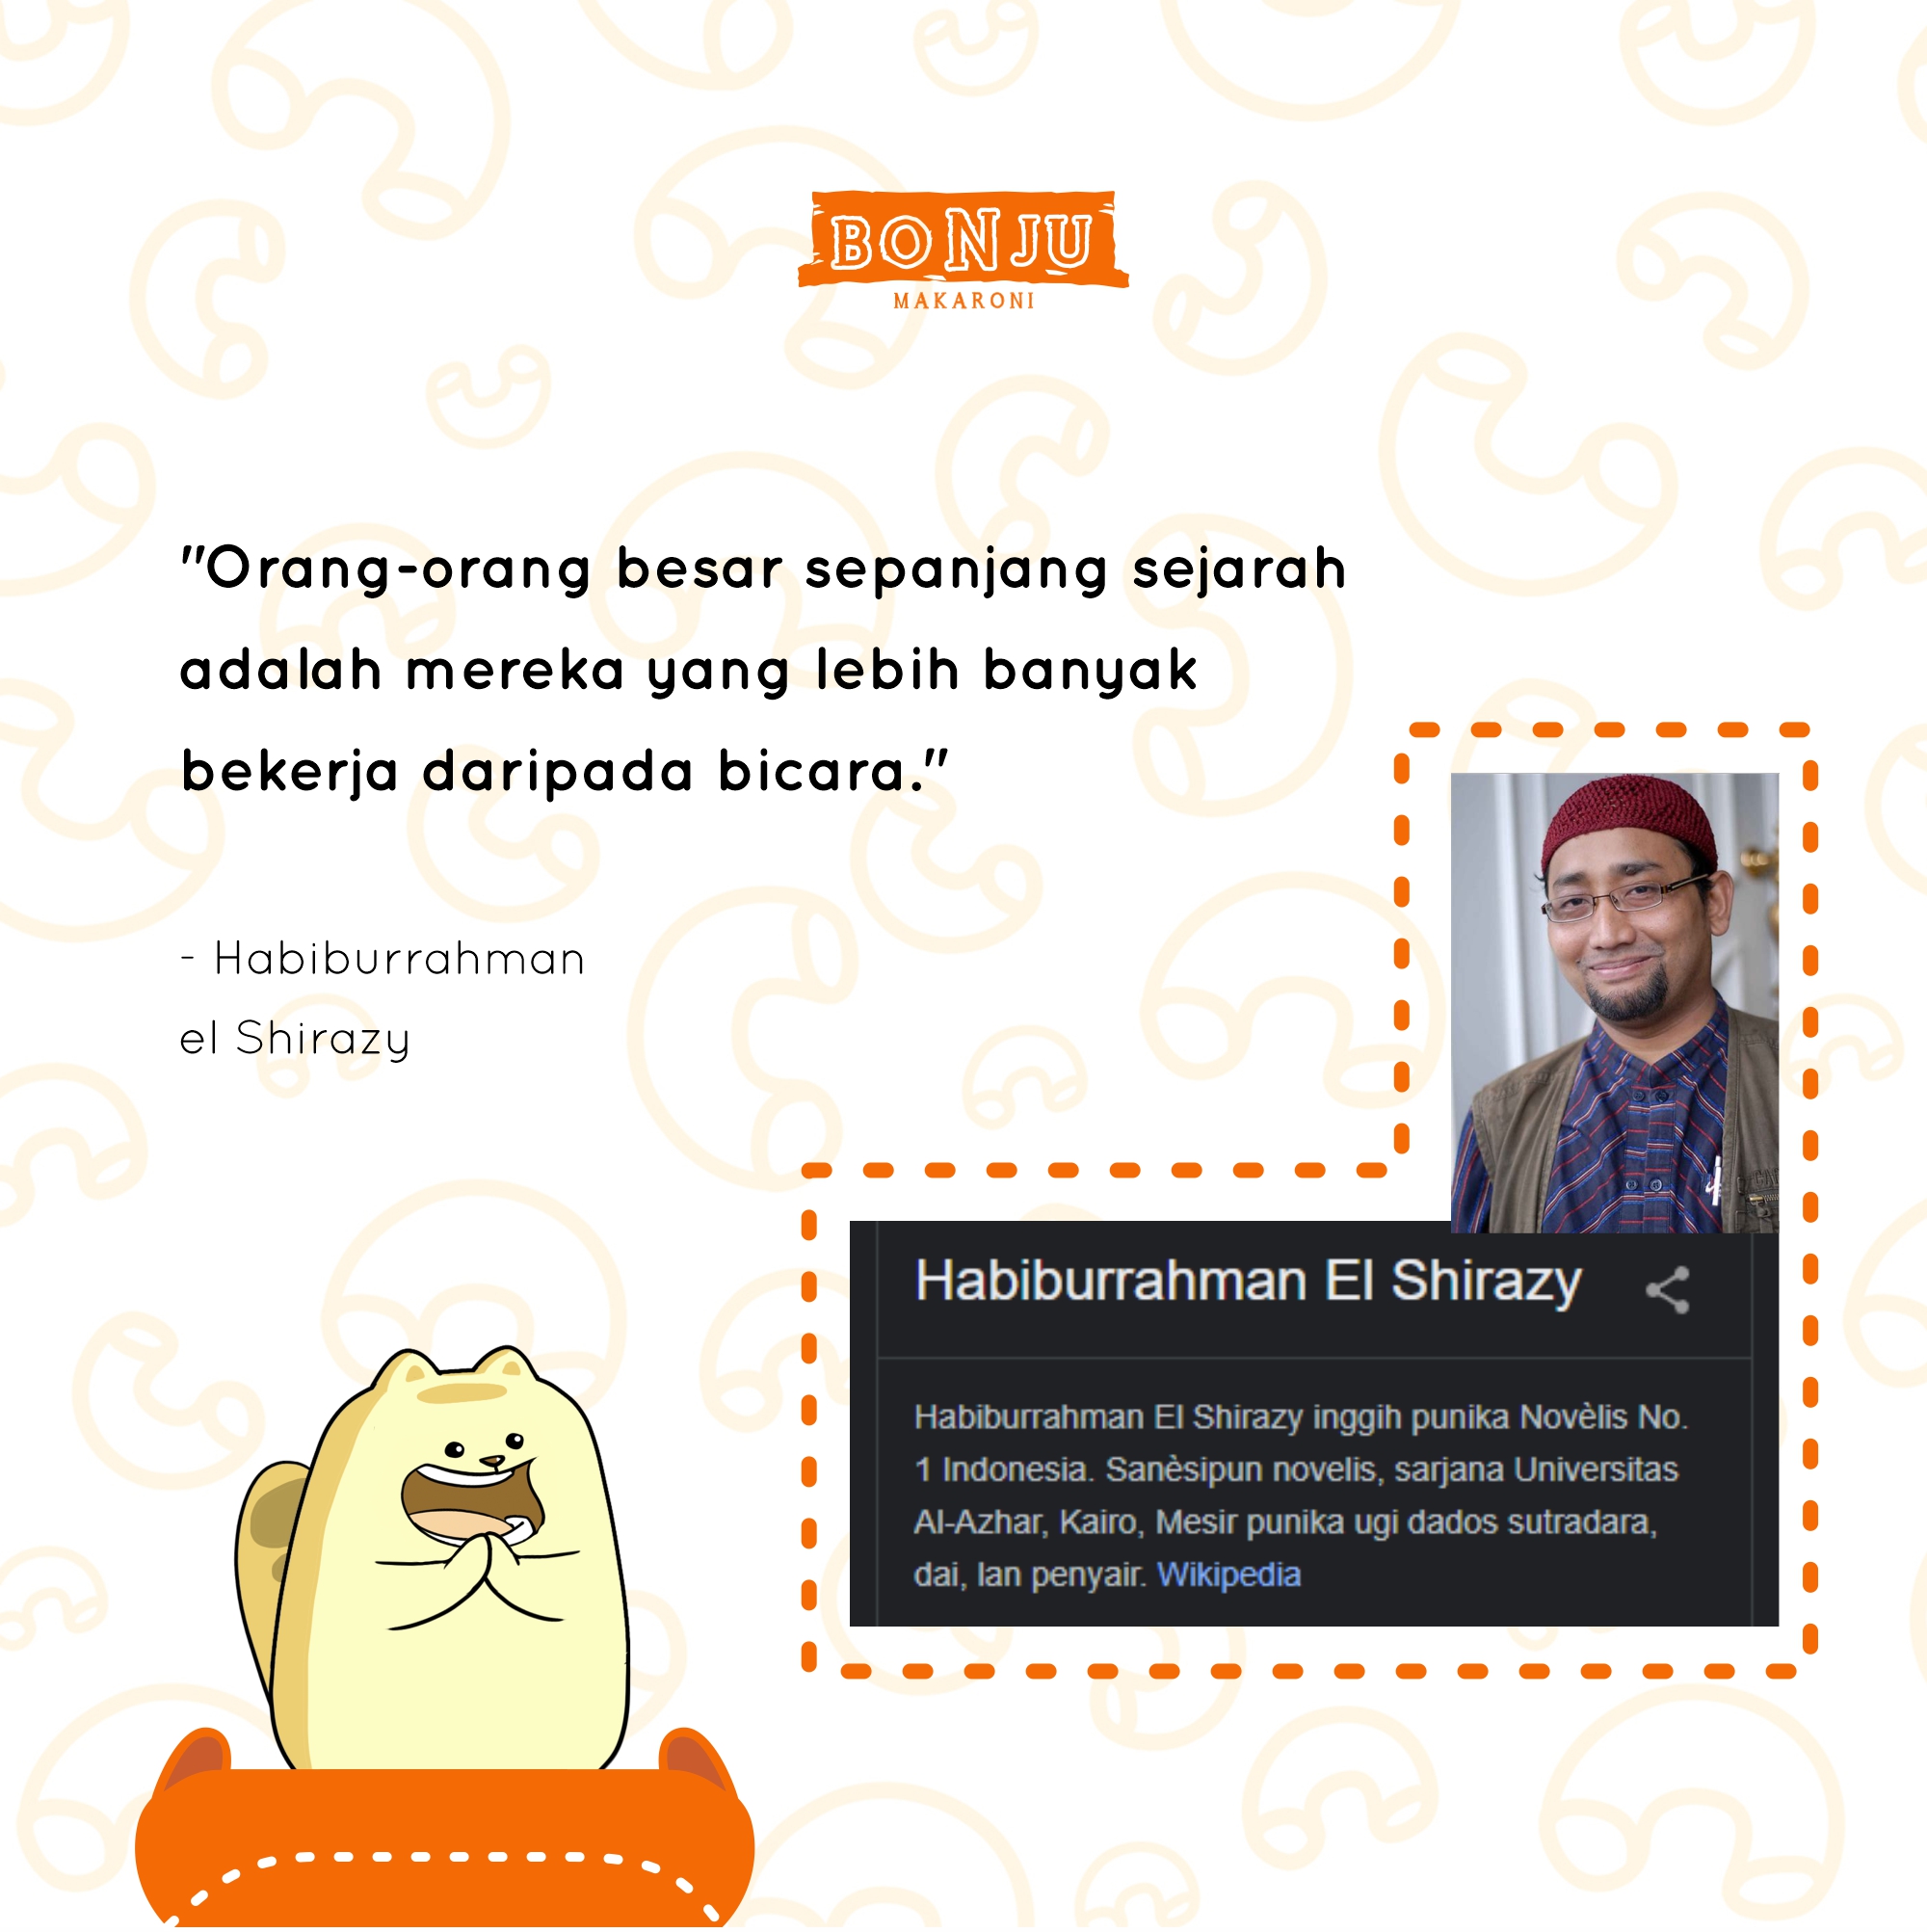 BONJU
MAKARONI
"Orang-orang besar sepanjang sejarah
adalah mereka yang lebih banyak
bekerja daripada bicara."
- Habiburrahman
el Shirazy
Habiburrahman El Shirazy
Habiburrahman El Shirazy inggih punika Novèlis No.
1 Indonesia. Sanèsipun novelis, sarjana Universitas
Al-Azhar, Kairo, Mesir punika ugi dados sutradara,
dai, lan penyair. Wikipedia